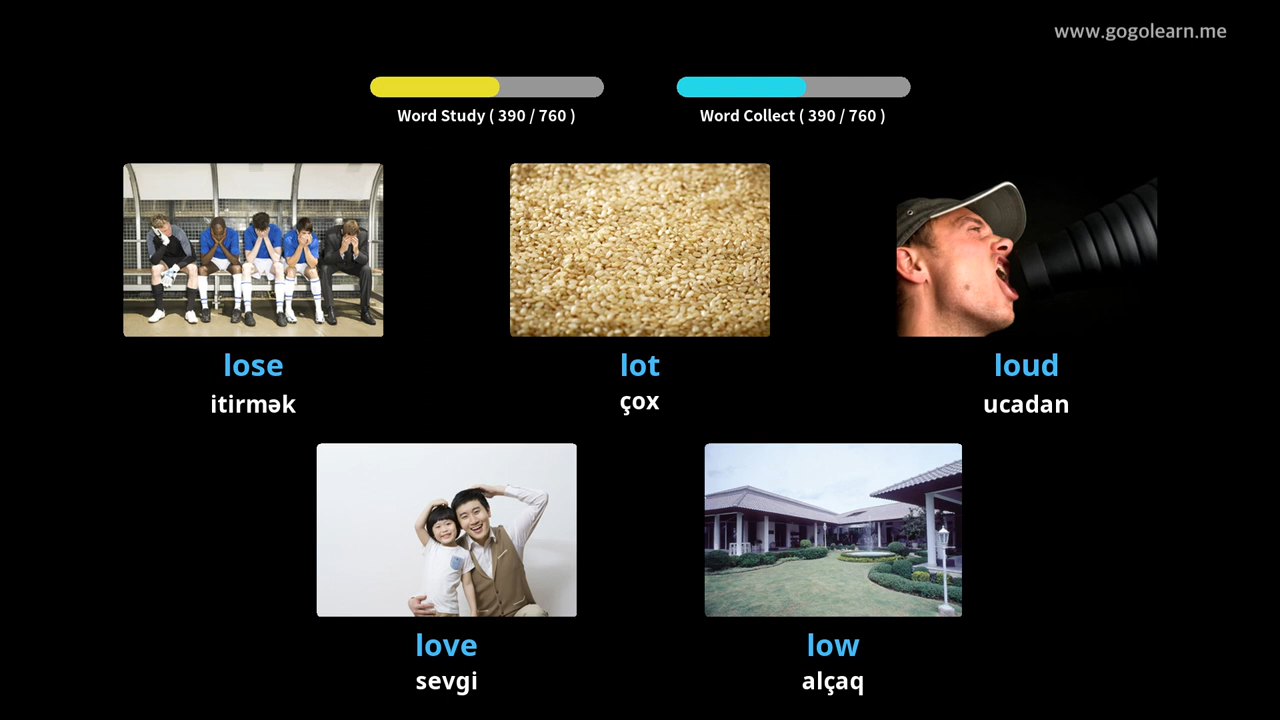 www.gogolearn.me
Word Study ( 390 / 760 )
Word Collect ( 390 / 760 )
lose
itirmək
lot
çox
loud
ucadan
love
sevgi
low
alçaq